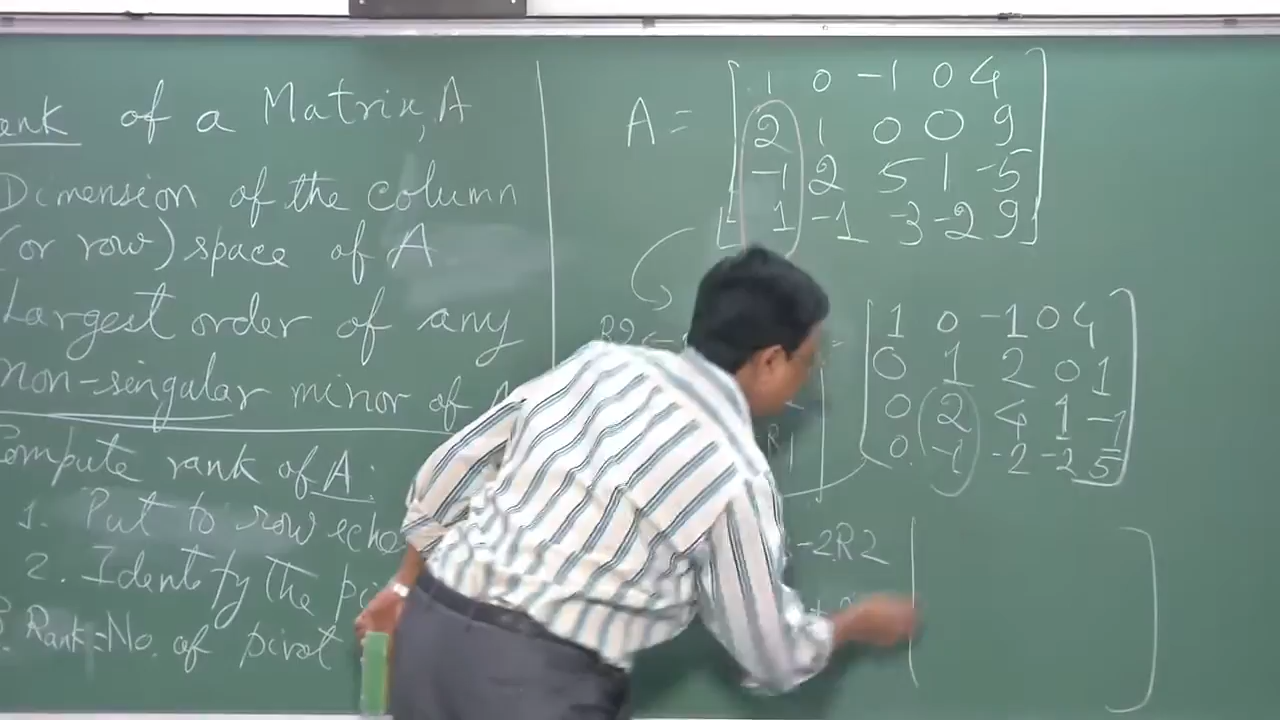 of a Matrix, A
Dimension of the column
(or row) space of A
Largest order of any
non-singular minor of
Compute rank of A:
1. Put to row eche
2. Identify the pi
3. Rank = No. of pivot
A = [ 1 0 -1 0 4
2 1 0 0 9
-1 2 5 1 -5
1 -1 -3 -2 9 ]
R2 ←
= [ 1 0 -1 0 4
0 1 2 0 1
0 2 4 1 -1
0 -1 -2 -2 5 ]
-2R2